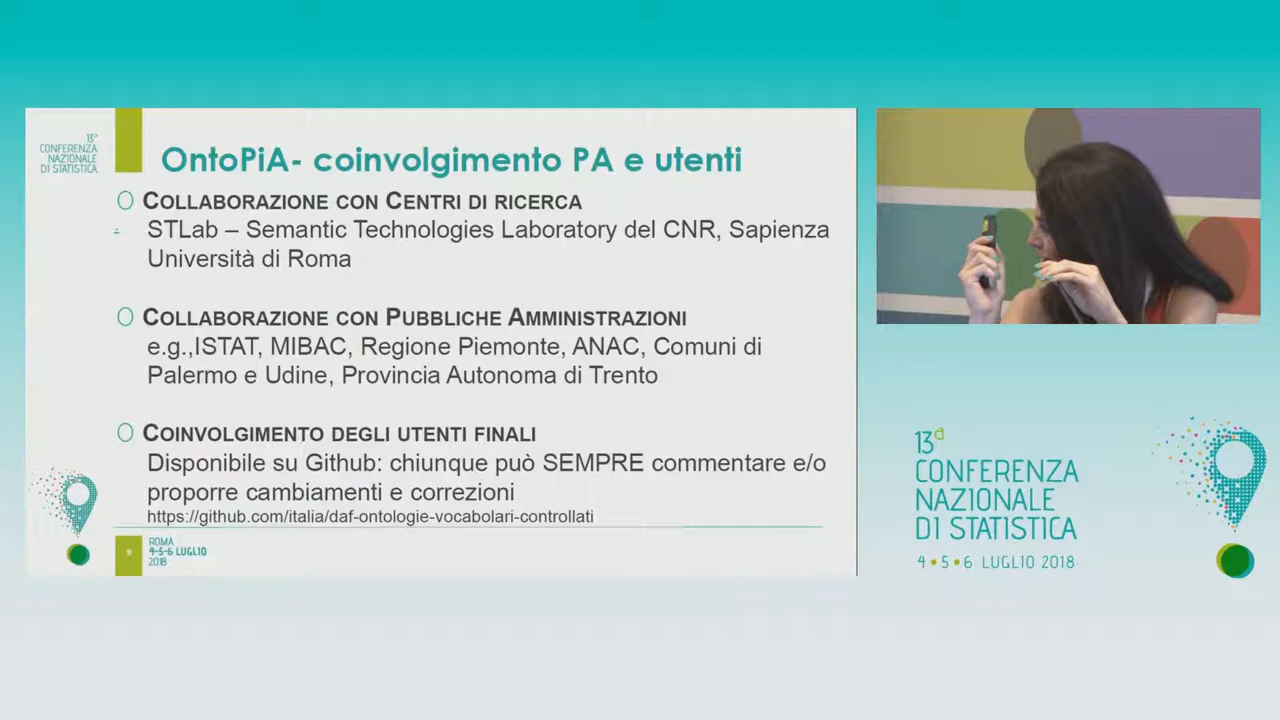 13ª
CONFERENZA
NAZIONALE
DI STATISTICA
OntoPiA- coinvolgimento PA e utenti
COLLABORAZIONE CON CENTRI DI RICERCA
STLab – Semantic Technologies Laboratory del CNR, Sapienza
Università di Roma
COLLABORAZIONE CON PUBBLICHE AMMINISTRAZIONI
e.g.,ISTAT, MIBAC, Regione Piemonte, ANAC, Comuni di
Palermo e Udine, Provincia Autonoma di Trento
COINVOLGIMENTO DEGLI UTENTI FINALI
Disponibile su Github: chiunque può SEMPRE commentare e/o
proporre cambiamenti e correzioni
https://github.com/italia/daf-ontologie-vocabolari-controllati
ROMA
4-5-6 LUGLIO
2018
13ª
CONFERENZA
NAZIONALE
DI STATISTICA
4•5•6 LUGLIO 2018